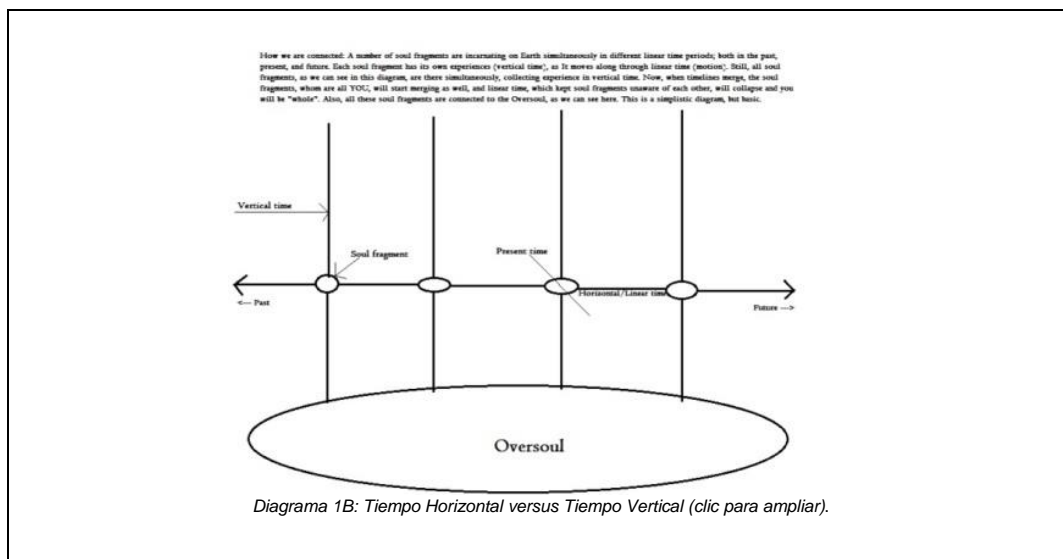 How we are connected: A number of soul fragments are incarnating on Earth simultaneously in different linear time periods; both in the past,
present, and future. Each soul fragment has its own experiences (vertical time), as It moves along through linear time (motion). Still, all soul
fragments, as we can see in this diagram, are there simultaneously, collecting experience in vertical time. Now, when timelines merge, the soul
fragments, whom are all YOU, will start merging as well, and linear time, which kept soul fragments unaware of each other, will collapse and you
will be "whole". Also, all these soul fragments are connected to the Oversoul, as we can see here. This is a simplistic diagram, but basic.
Vertical time
Soul fragment
Present time
Horizontal/Linear time
<--- Past
Future --->
Oversoul
Diagrama 1B: Tiempo Horizontal versus Tiempo Vertical (clic para ampliar).